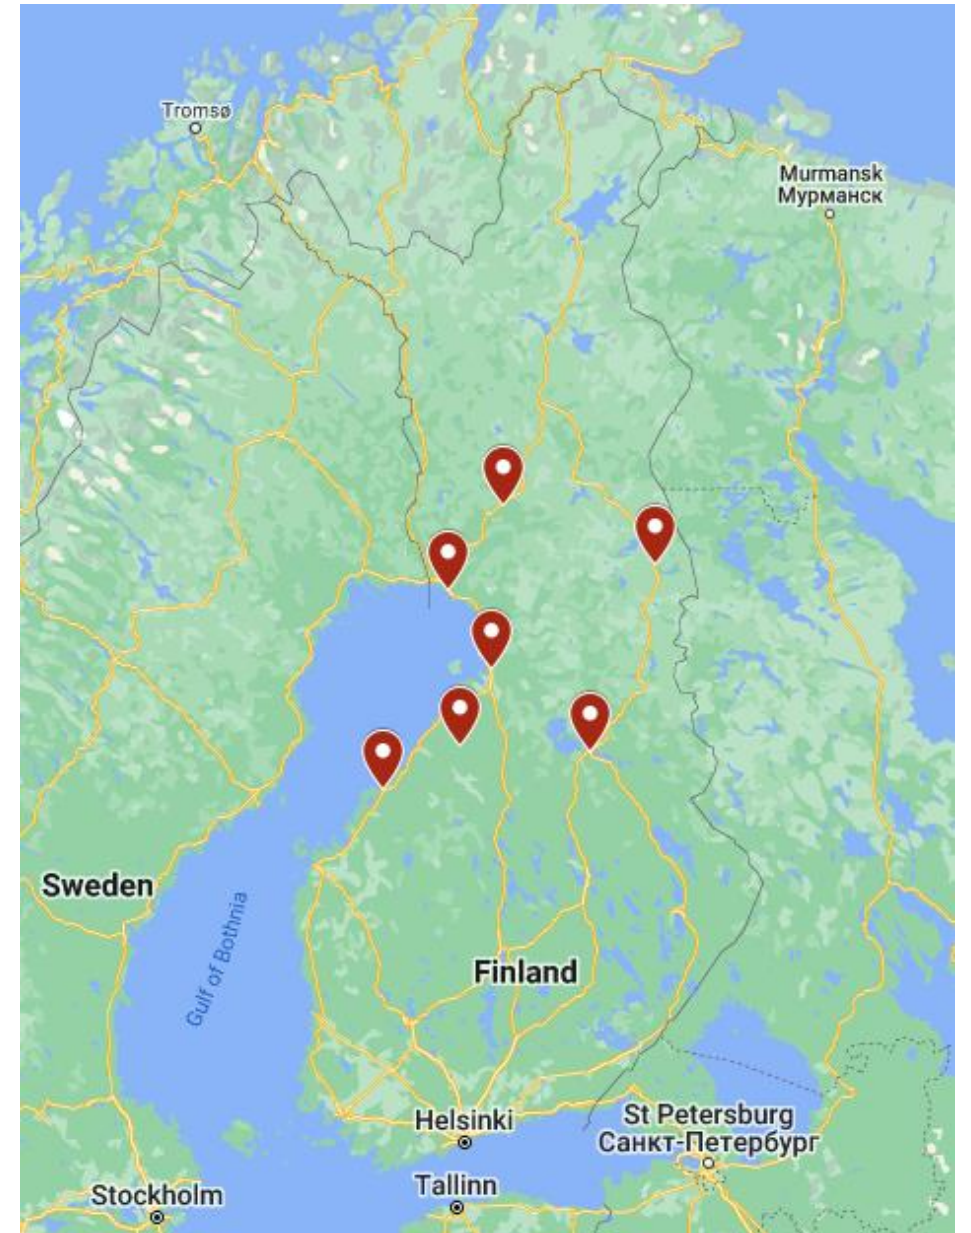 Tromsø
Murmansk
Мурманск
Sweden
Gulf of Bothnia
Finland
Helsinki
St Petersburg
Санкт-Петербург
Tallinn
Stockholm